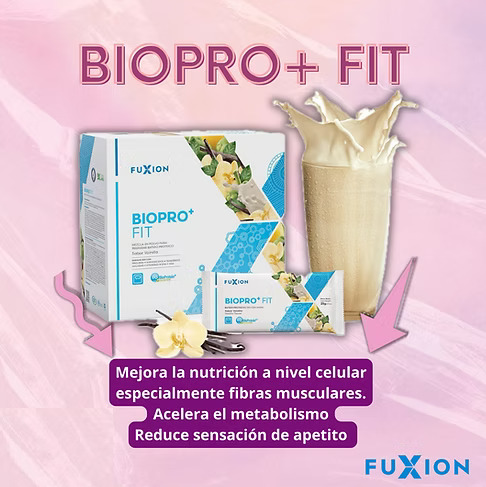 BIOPRO+ FIT
FUXION
BIOPRO+
FIT
FUXION
BIOPRO+ FIT
Mejora la nutrición a nivel celular
especialmente fibras musculares.
Acelera el metabolismo
Reduce sensación de apetito
FUXION